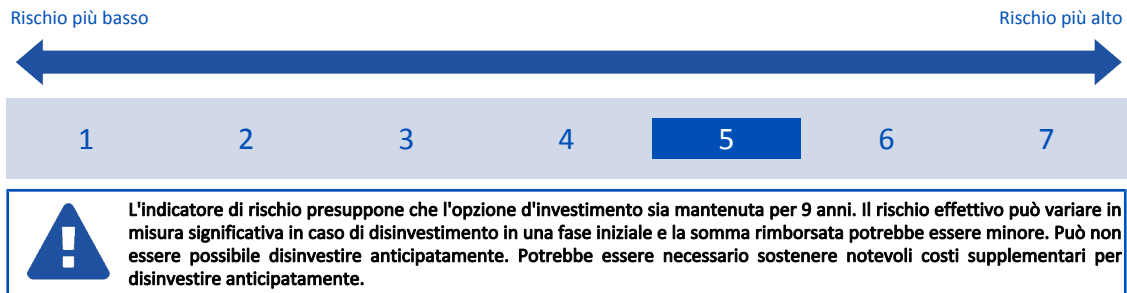 Rischio più basso Rischio più alto
1 2 3 4 5 6 7
L'indicatore di rischio presuppone che l'opzione d'investimento sia mantenuta per 9 anni. Il rischio effettivo può variare in
misura significativa in caso di disinvestimento in una fase iniziale e la somma rimborsata potrebbe essere minore. Può non
essere possibile disinvestire anticipatamente. Potrebbe essere necessario sostenere notevoli costi supplementari per
disinvestire anticipatamente.